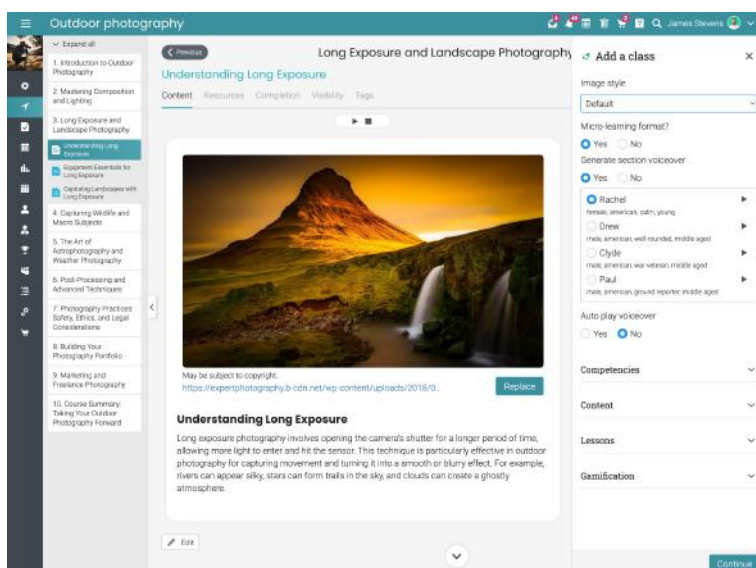 Outdoor photography
James Stevens
Expand all
1. Introduction to Outdoor
Photography
2. Mastering Composition
and Lighting
3. Long Exposure and
Landscape Photography
Understanding Long
Exposure
Equipment Essentials for
Long Exposure
Capturing Landscapes with
Long Exposure
4. Capturing Wildlife and
Macro Subjects
5. The Art of
Astrophotography and
Weather Photography
6. Post-Processing and
Advanced Techniques
7. Photography Practices:
Safety, Ethics, and Legal
Considerations
8. Building Your
Photography Portfolio
9. Marketing and
Freelance Photography
10. Course Summary:
Taking Your Outdoor
Photography Forward
Previous
Long Exposure and Landscape Photography
Understanding Long Exposure
Content Resources Completion Visibility Tags
May be subject to copyright.
https://expertphotography.b-cdn.net/wp-content/uploads/2018/0...
Replace
Understanding Long Exposure
Long exposure photography involves opening the camera's shutter for a longer period of time,
allowing more light to enter and hit the sensor. This technique is particularly effective in outdoor
photography for capturing movement and turning it into a smooth or blurry effect. For example,
rivers can appear silky, stars can form trails in the sky, and clouds can create a ghostly
atmosphere.
Edit
Add a class
Image style
Default
Micro-learning format?
Yes No
Generate section voiceover
Yes No
Rachel
female, american, calm, young
Drew
male, american, well-rounded, middle aged
Clyde
male, american, war veteran, middle aged
Paul
male, american, ground reporter, middle aged
Auto play voiceover
Yes No
Competencies
Content
Lessons
Gamification
Continue